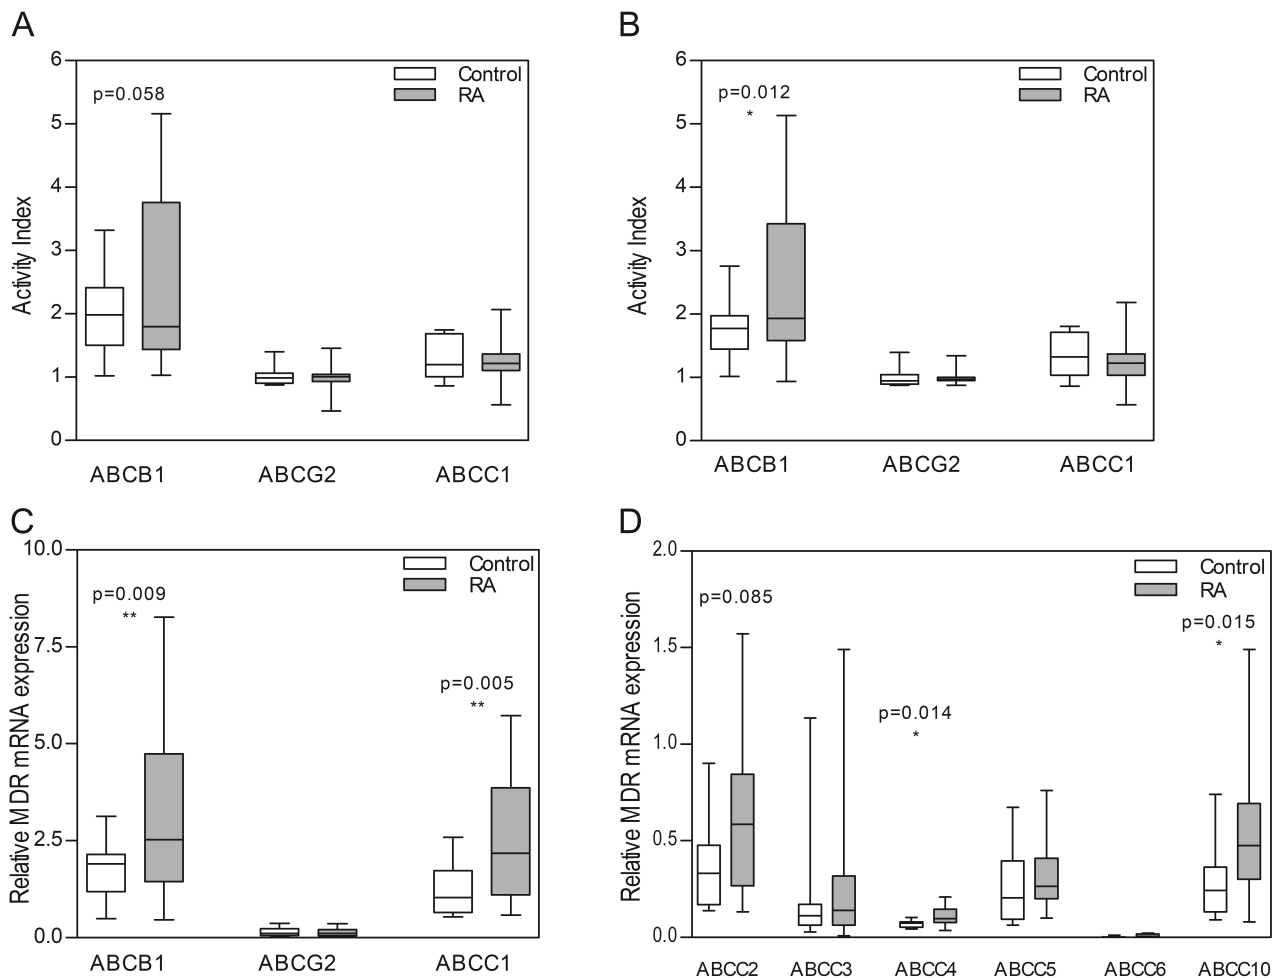 A
6
5
4
3
2
1
0
Activity Index
p=0.058
Control
RA
ABCB1
ABCG2
ABCC1
B
6
5
4
3
2
1
0
Activity Index
p=0.012
*
Control
RA
ABCB1
ABCG2
ABCC1
C
10.0
7.5
5.0
2.5
0.0
Relative MDR mRNA expression
p=0.009
**
Control
RA
p=0.005
**
ABCB1
ABCG2
ABCC1
D
2.0
1.5
1.0
0.5
0.0
Relative MDR mRNA expression
p=0.085
Control
RA
p=0.015
*
p=0.014
*
ABCC2
ABCC3
ABCC4
ABCC5
ABCC6
ABCC10